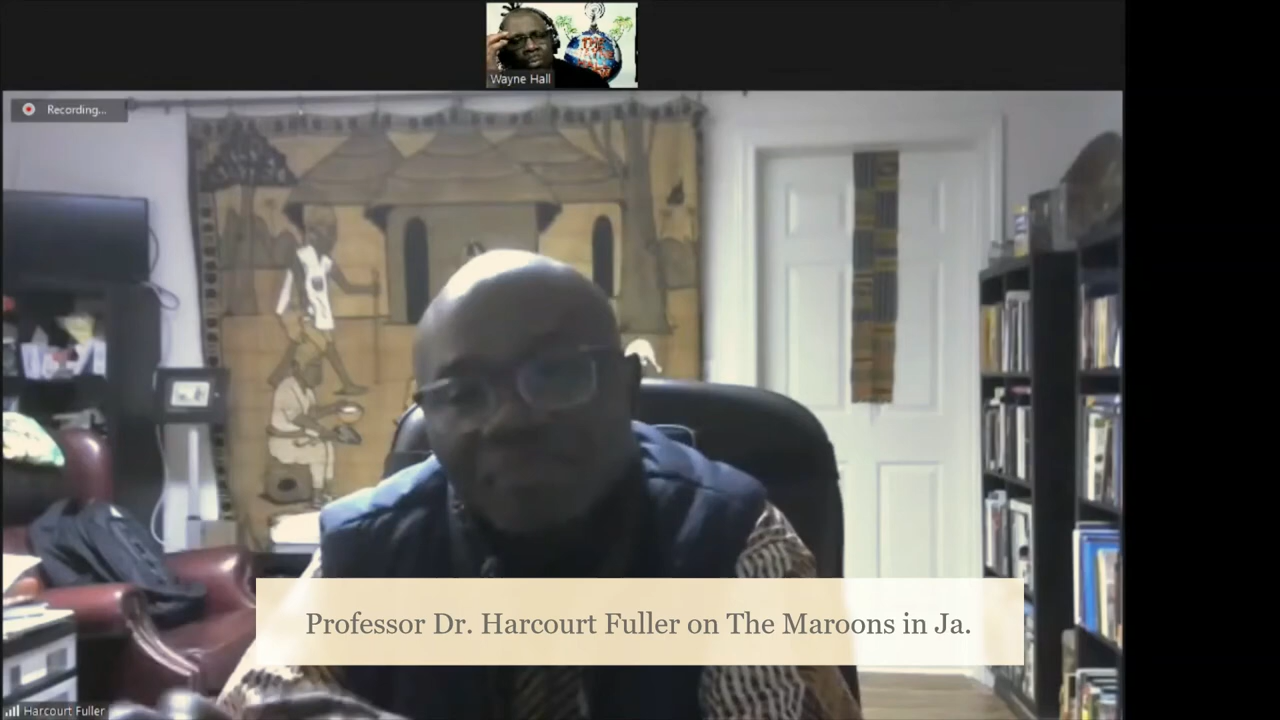 Wayne Hall
Recording...
Professor Dr. Harcourt Fuller on The Maroons in Ja.
Harcourt Fuller